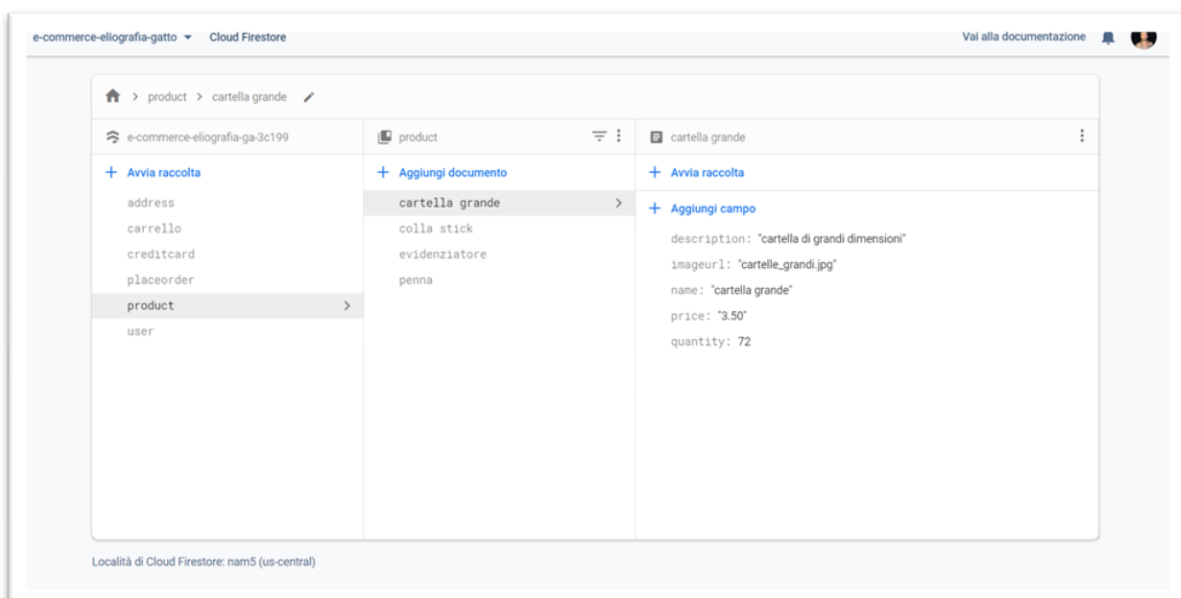 e-commerce-eliografia-gatto Cloud Firestore Vai alla documentazione
> product > cartella grande
e-commerce-eliografia-ga-3c199 product cartella grande
+ Avvia raccolta + Aggiungi documento + Avvia raccolta
address cartella grande > + Aggiungi campo
carrello colla stick description: "cartella di grandi dimensioni"
creditcard evidenziatore imageurl: "cartelle_grandi.jpg"
placeorder penna name: "cartella grande"
product > price: "3.50"
user quantity: 72
Località di Cloud Firestore: nam5 (us-central)